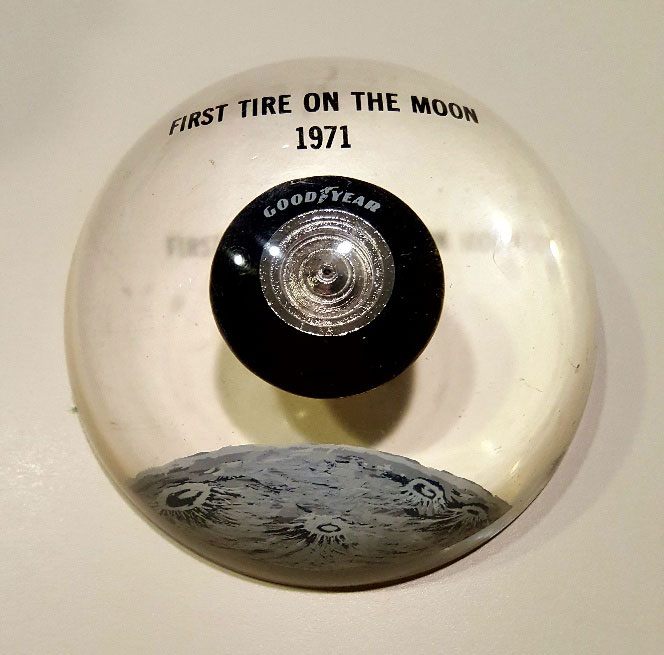 FIRST TIRE ON THE MOON
1971
GOODYEAR